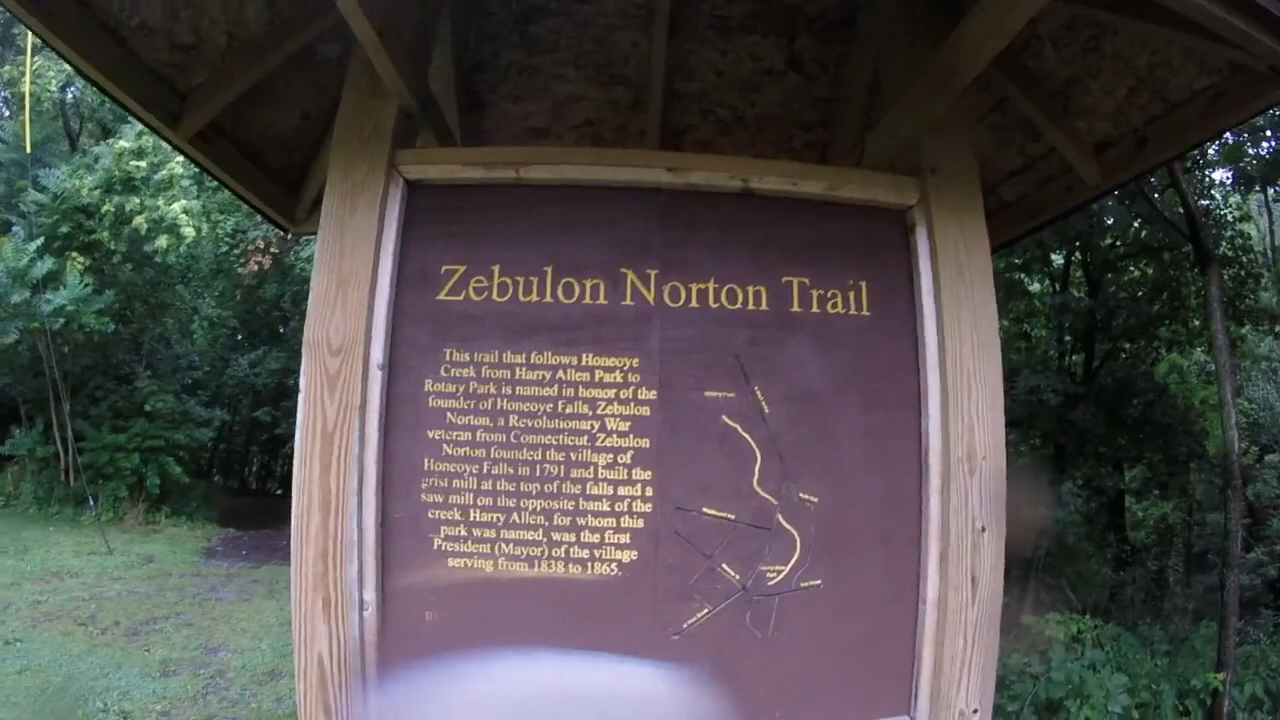 Zebulon Norton Trail
This trail that follows Honeoye
Creek from Harry Allen Park to
Rotary Park is named in honor of the
founder of Honeoye Falls, Zebulon
Norton, a Revolutionary War
veteran from Connecticut. Zebulon
Norton founded the village of
Honeoye Falls in 1791 and built the
grist mill at the top of the falls and a
saw mill on the opposite bank of the
creek. Harry Allen, for whom this
park was named, was the first
President (Mayor) of the village
serving from 1838 to 1865.